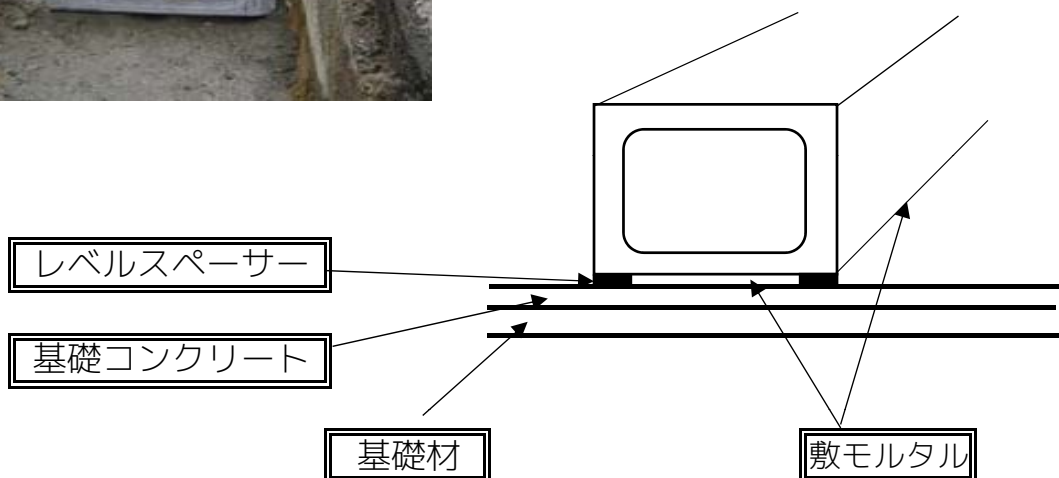 レベルスペーサー
基礎コンクリート
基礎材
敷モルタル